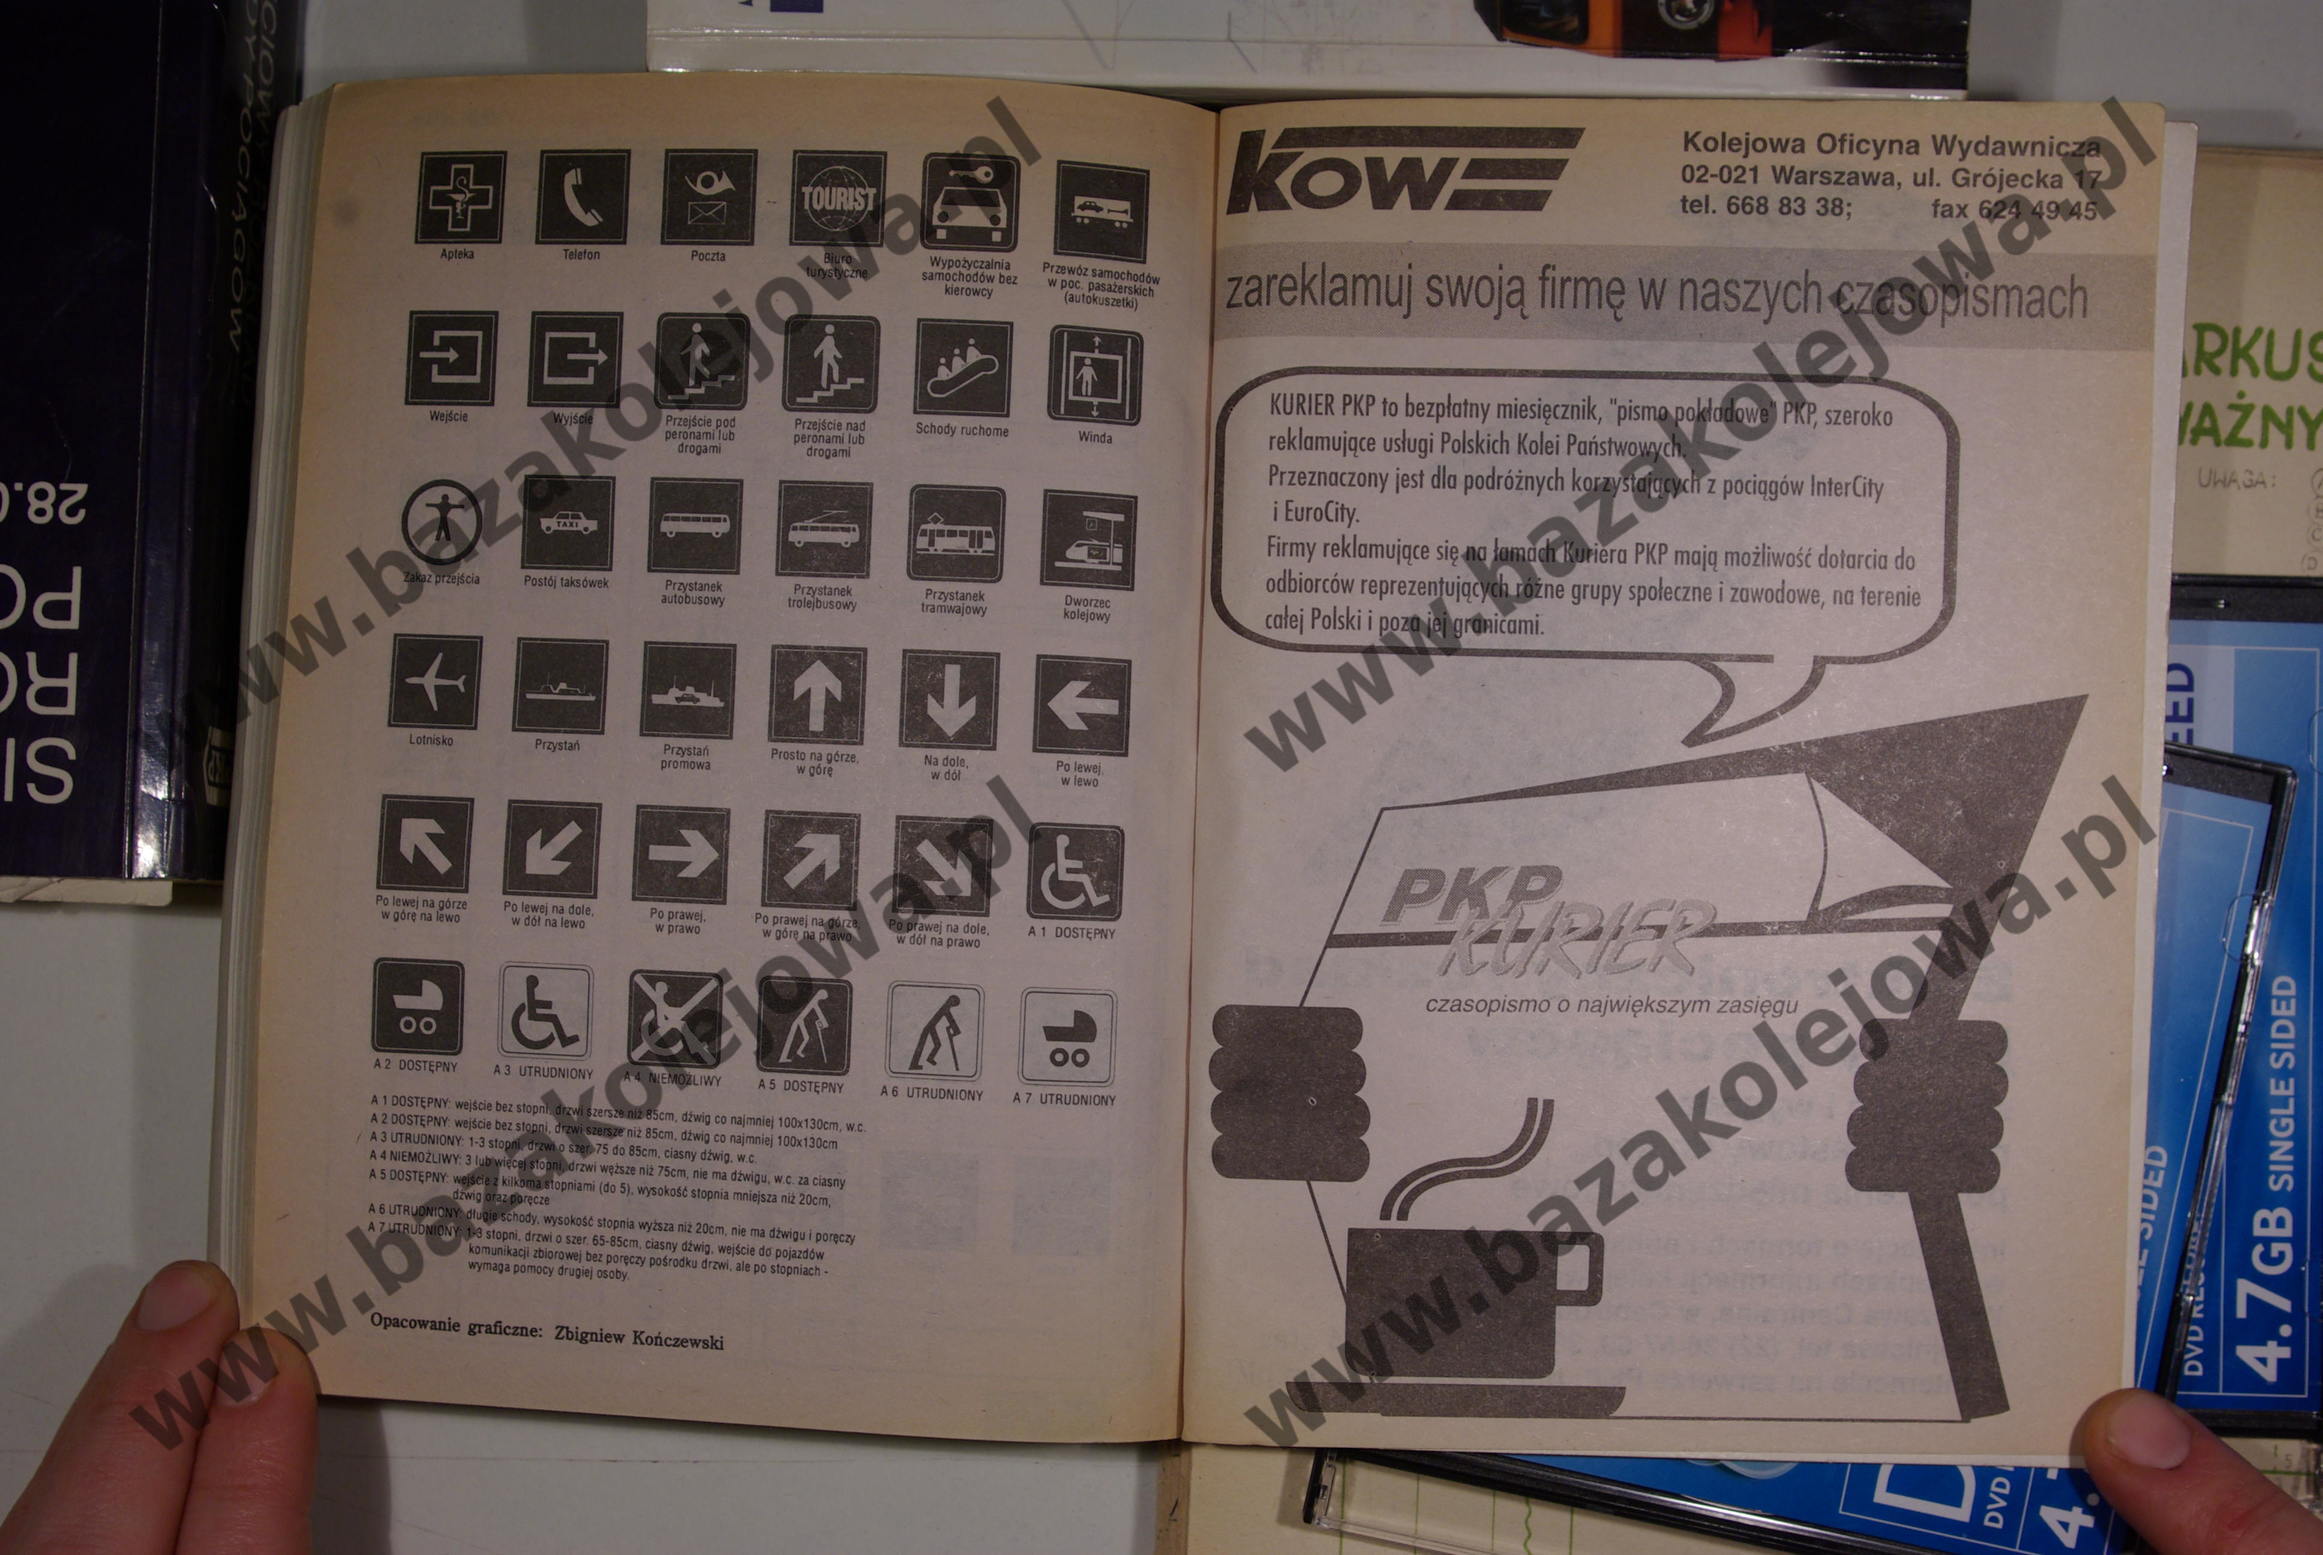 Apteka
Telefon
Poczta
TOURIST
Biuro
turystyczne
Wypożyczalnia
samochodów bez
kierowcy
Przewóz samochodów
w poc. pasażerskich
(autokuszetki)
Wejście
Wyjście
Przejście pod
peronami lub
drogami
Przejście nad
peronami lub
drogami
Schody ruchome
Winda
Zakaz przejścia
TAXI
Postój taksówek
Przystanek
autobusowy
Przystanek
trolejbusowy
Przystanek
tramwajowy
Dworzec
kolejowy
Lotnisko
Przystań
Przystań
promowa
Prosto na górze,
w górę
Na dole,
w dół
Po lewej,
w lewo
Po lewej na górze
w górę na lewo
Po lewej na dole,
w dół na lewo
Po prawej,
w prawo
Po prawej na górze,
w górę na prawo
Po prawej na dole,
w dół na prawo
A 1 DOSTĘPNY
A 2 DOSTĘPNY
A 3 UTRUDNIONY
A 4 NIEMOŻLIWY
A 5 DOSTĘPNY
A 6 UTRUDNIONY
A 7 UTRUDNIONY
A 1 DOSTĘPNY: wejście bez stopni, drzwi szersze niż 85cm, dźwig co najmniej 100x130cm, w.c.
A 2 DOSTĘPNY: wejście bez stopni, drzwi szersze niż 85cm, dźwig co najmniej 100x130cm
A 3 UTRUDNIONY: 1-3 stopni, drzwi o szer. 75 do 85cm, ciasny dźwig, w.c.
A 4 NIEMOŻLIWY: 3 lub więcej stopni, drzwi węższe niż 75cm, nie ma dźwigu, w.c. za ciasny
A 5 DOSTĘPNY: wejście z kilkoma stopniami (do 5), wysokość stopnia mniejsza niż 20cm,
dźwig oraz poręcze
A 6 UTRUDNIONY: długie schody, wysokość stopnia wyższa niż 20cm, nie ma dźwigu i poręczy
A 7 UTRUDNIONY: 1-3 stopni, drzwi o szer. 65-85cm, ciasny dźwig, wejście do pojazdów
komunikacji zbiorowej bez poręczy pośrodku drzwi, ale po stopniach -
wymaga pomocy drugiej osoby.
Opacowanie graficzne: Zbigniew Kończewski
KOW
Kolejowa Oficyna Wydawnicza
02-021 Warszawa, ul. Grójecka 17
tel. 668 83 38; fax 624 49 45
zareklamuj swoją firmę w naszych czasopismach
KURIER PKP to bezpłatny miesięcznik, "pismo pokładowe" PKP, szeroko
reklamujące usługi Polskich Kolei Państwowych.
Przeznaczony jest dla podróżnych korzystających z pociągów InterCity
i EuroCity.
Firmy reklamujące się na łamach Kuriera PKP mają możliwość dotarcia do
odbiorców reprezentujących różne grupy społeczne i zawodowe, na terenie
całej Polski i poza jej granicami.
PKP
KURIER
czasopismo o największym zasięgu
www.bazakolejowa.pl
www.bazakolejowa.pl
www.bazakolejowa.pl
www.bazakolejowa.pl
UWAGA:
4.7GB SINGLE SIDED